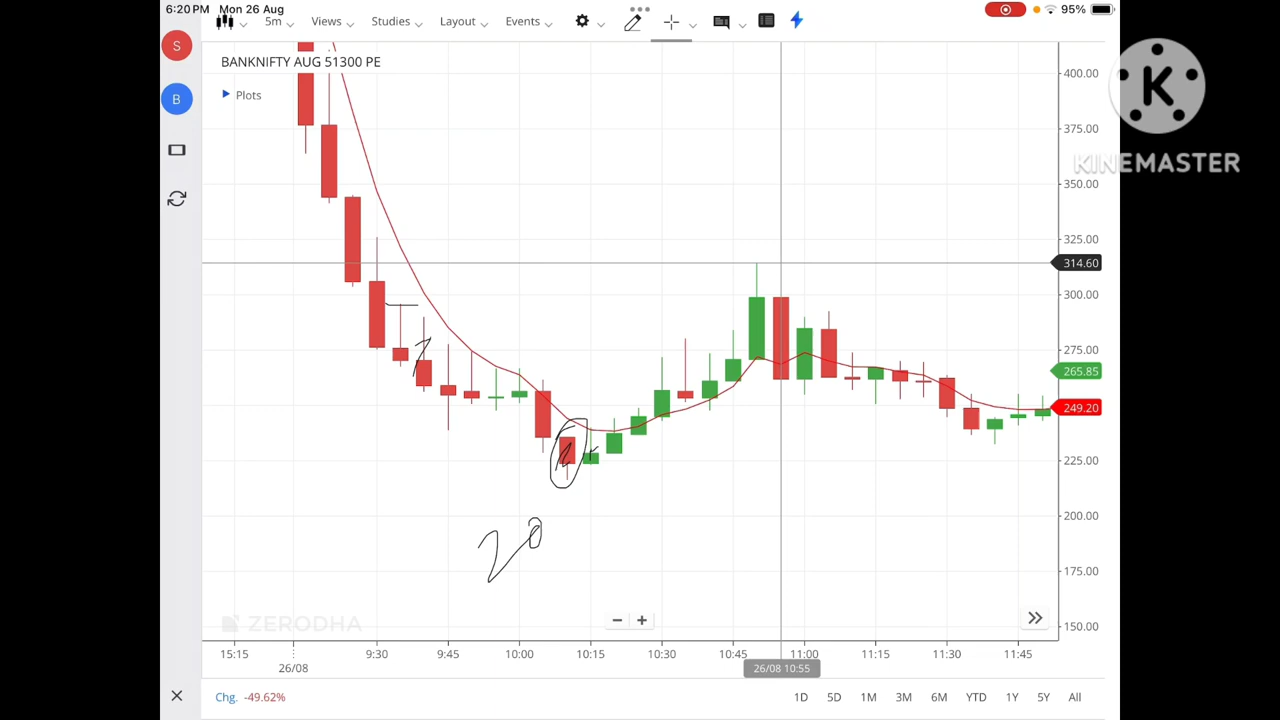 6:20 PM Mon 26 Aug 95%
5m Views Studies Layout Events
S
BANKNIFTY AUG 51300 PE
B
Plots
400.00
375.00
350.00
325.00
314.60
300.00
275.00
265.85
249.20
225.00
200.00
175.00
150.00
20
ZERODHA
15:15 9:30 9:45 10:00 10:15 10:30 10:45 11:00 11:15 11:30 11:45
26/08 26/08 10:55
Chg. -49.62% 1D 5D 1M 3M 6M YTD 1Y 5Y All
K
KINEMASTER